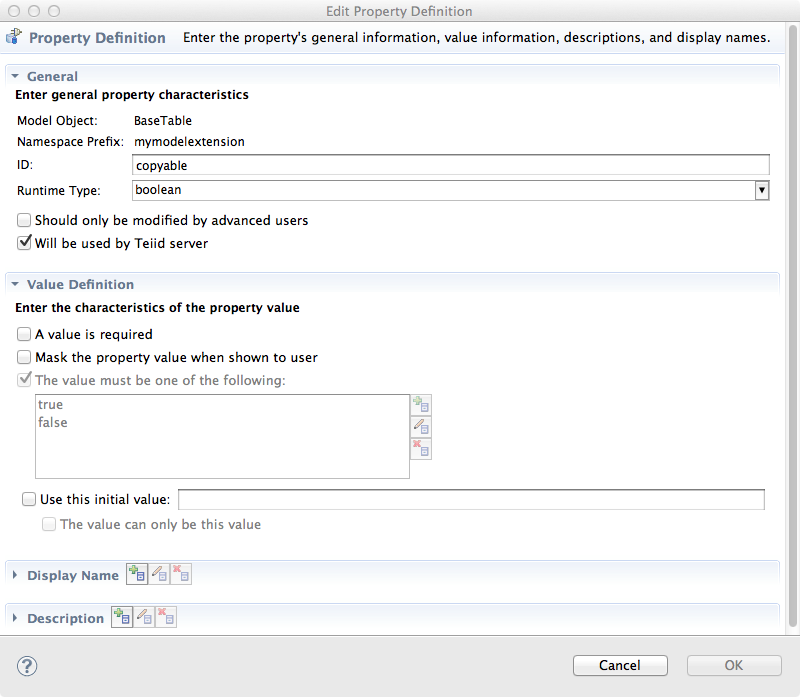 Edit Property Definition
Property Definition Enter the property's general information, value information, descriptions, and display names.
General
Enter general property characteristics
Model Object: BaseTable
Namespace Prefix: mymodelextension
ID: copyable
Runtime Type: boolean
Should only be modified by advanced users
Will be used by Teiid server
Value Definition
Enter the characteristics of the property value
A value is required
Mask the property value when shown to user
The value must be one of the following:
true
false
Use this initial value:
The value can only be this value
Display Name
Description
? Cancel OK